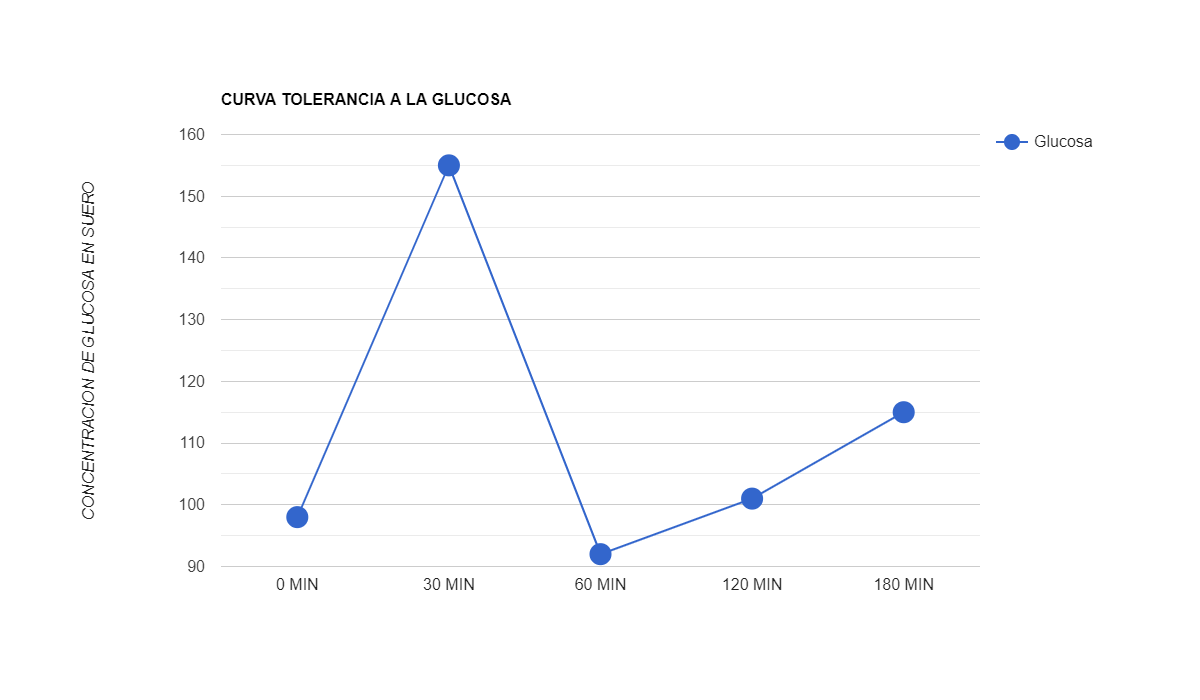 CURVA TOLERANCIA A LA GLUCOSA
Glucosa
CONCENTRACION DE GLUCOSA EN SUERO
160
150
140
130
120
110
100
90
0 MIN
30 MIN
60 MIN
120 MIN
180 MIN